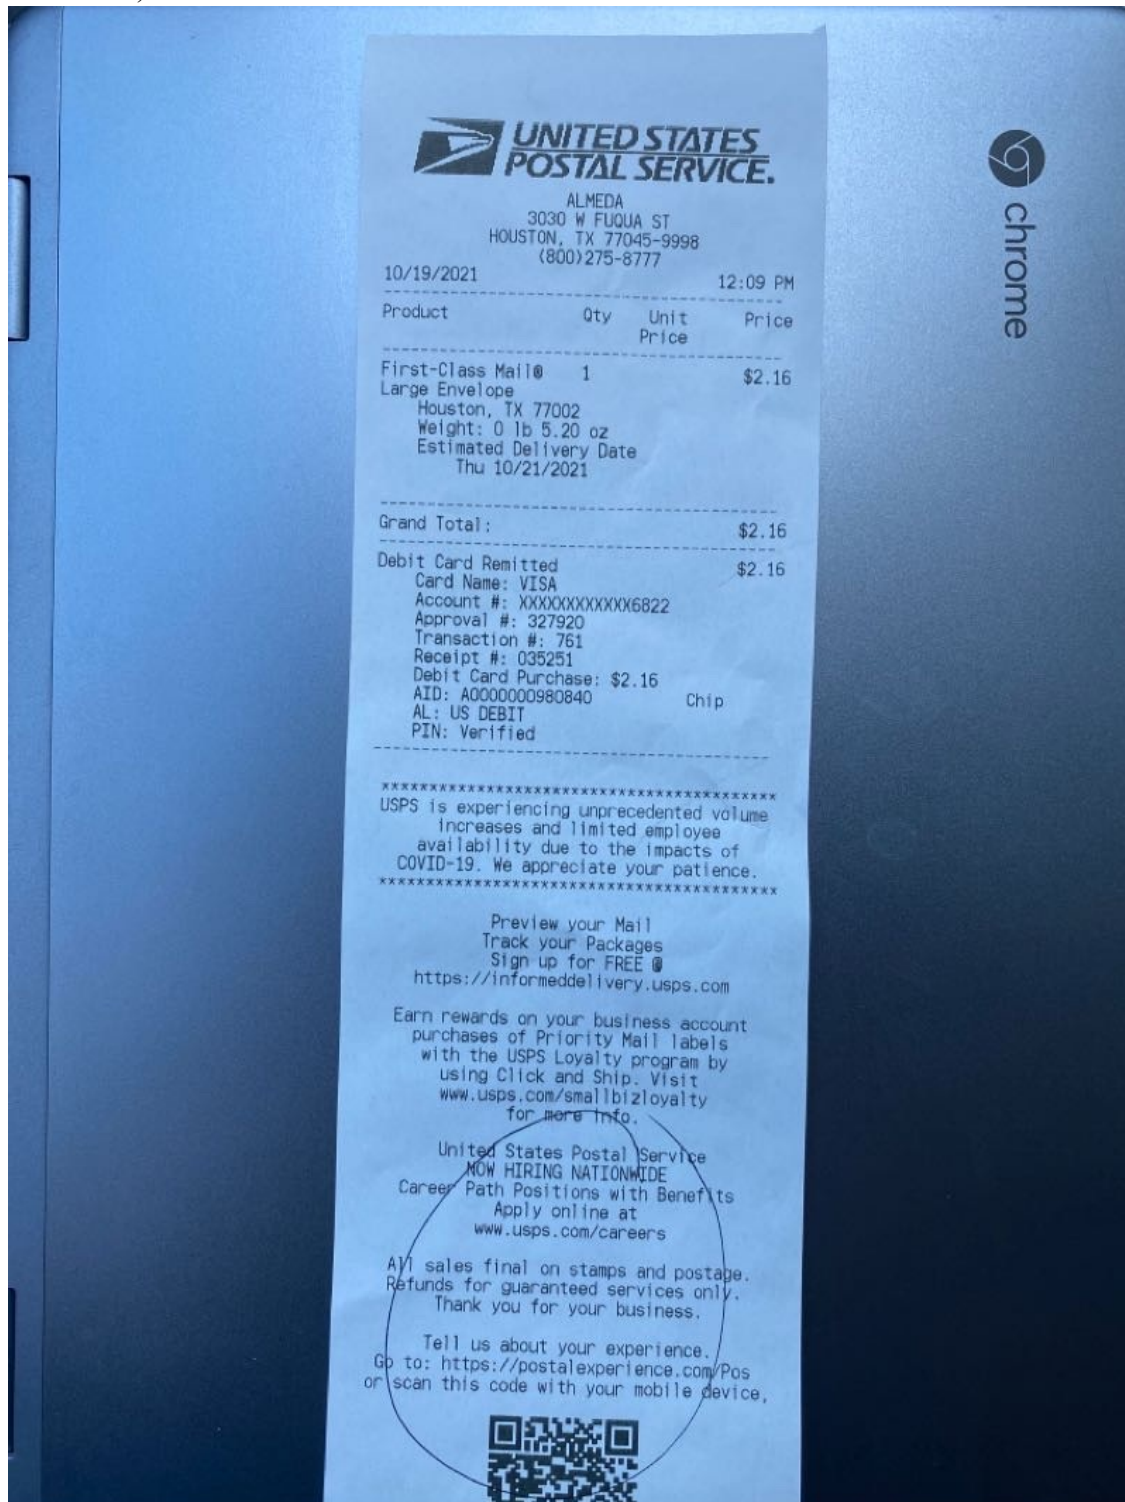 UNITED STATES
POSTAL SERVICE.
ALMEDA
3030 W FUQUA ST
HOUSTON, TX 77045-9998
(800)275-8777
10/19/2021 12:09 PM
Product Qty Unit Price
Price
First-Class Mail® 1 $2.16
Large Envelope
Houston, TX 77002
Weight: 0 lb 5.20 oz
Estimated Delivery Date
Thu 10/21/2021
Grand Total: $2.16
Debit Card Remitted $2.16
Card Name: VISA
Account #: XXXXXXXXXXXX6822
Approval #: 327920
Transaction #: 761
Receipt #: 035251
Debit Card Purchase: $2.16
AID: A0000000980840 Chip
AL: US DEBIT
PIN: Verified
******************************************
USPS is experiencing unprecedented volume
increases and limited employee
availability due to the impacts of
COVID-19. We appreciate your patience.
******************************************
Preview your Mail
Track your Packages
Sign up for FREE @
https://informeddelivery.usps.com
Earn rewards on your business account
purchases of Priority Mail labels
with the USPS Loyalty program by
using Click and Ship. Visit
www.usps.com/smallbizloyalty
for more info.
United States Postal Service
NOW HIRING NATIONWIDE
Career Path Positions with Benefits
Apply online at
www.usps.com/careers
All sales final on stamps and postage.
Refunds for guaranteed services only.
Thank you for your business.
Tell us about your experience.
Go to: https://postalexperience.com/Pos
or scan this code with your mobile device,
chrome